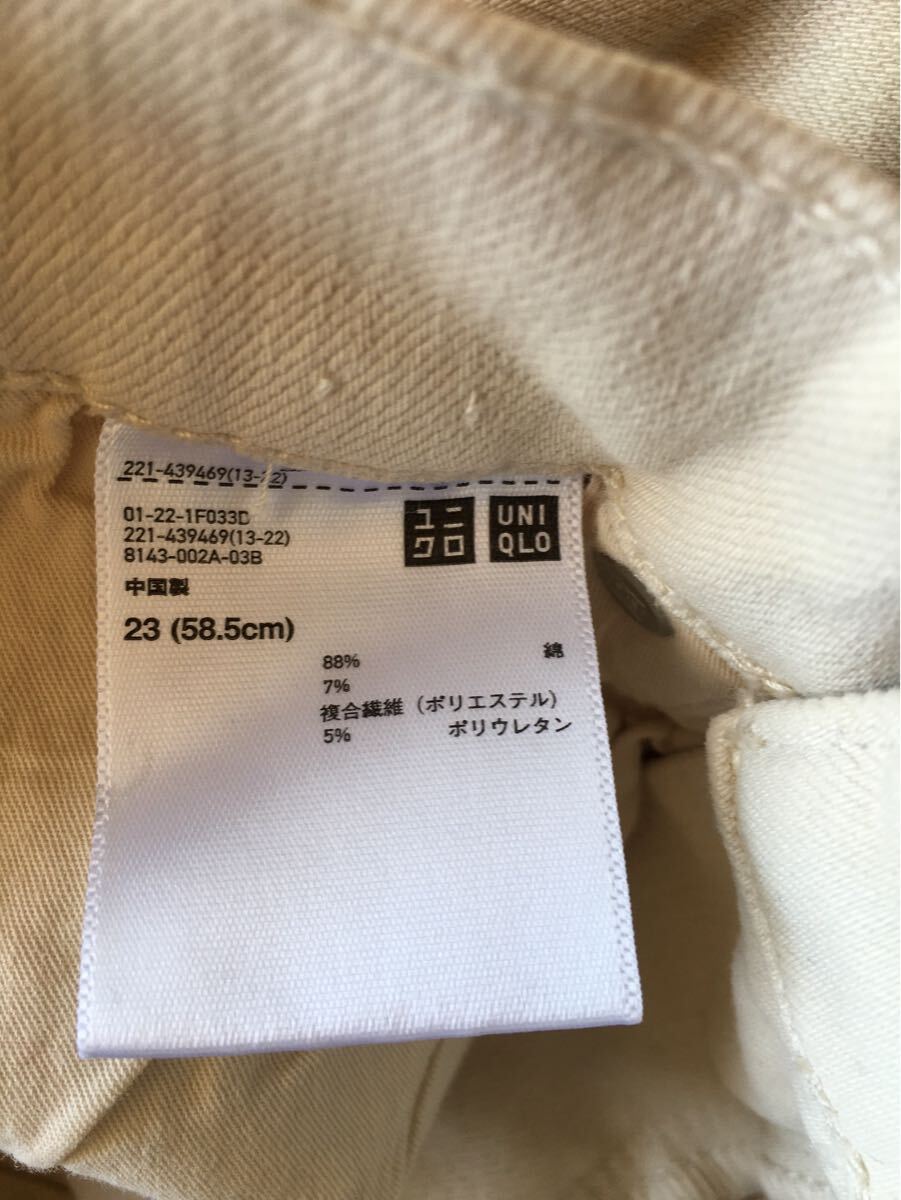 221-439469(13-22)
01-22-1F033D
221-439469(13-22)
8143-002A-03B
ユニ
クロ
UNI
QLO
中国製
23 (58.5cm)
88% 綿
7%
複合繊維（ポリエステル）
5% ポリウレタン